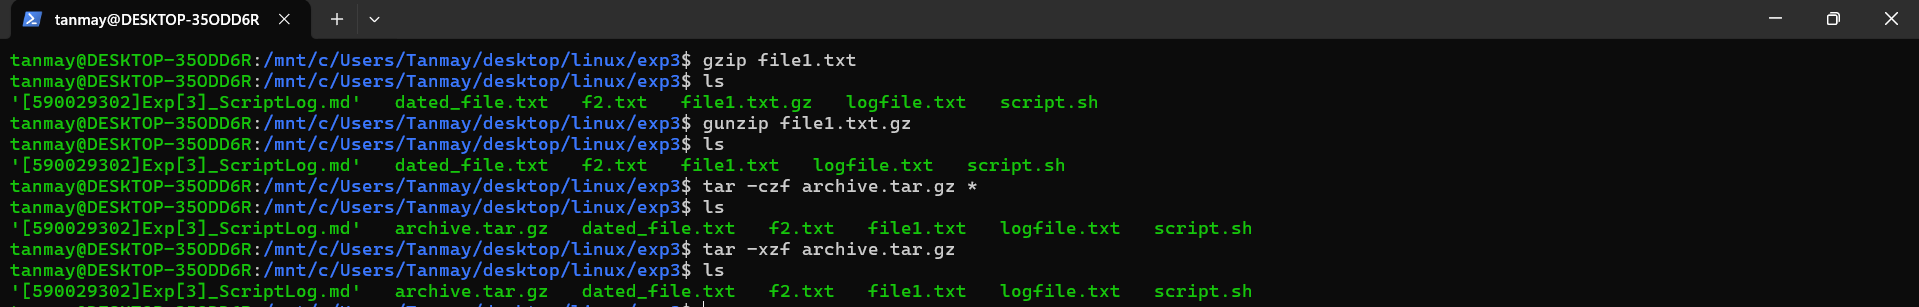 tanmay@DESKTOP-35ODD6R
tanmay@DESKTOP-35ODD6R:/mnt/c/Users/Tanmay/desktop/linux/exp3$ gzip file1.txt
tanmay@DESKTOP-35ODD6R:/mnt/c/Users/Tanmay/desktop/linux/exp3$ ls
'[590029302]Exp[3]_ScriptLog.md'   dated_file.txt   f2.txt   file1.txt.gz   logfile.txt   script.sh
tanmay@DESKTOP-35ODD6R:/mnt/c/Users/Tanmay/desktop/linux/exp3$ gunzip file1.txt.gz
tanmay@DESKTOP-35ODD6R:/mnt/c/Users/Tanmay/desktop/linux/exp3$ ls
'[590029302]Exp[3]_ScriptLog.md'   dated_file.txt   f2.txt   file1.txt   logfile.txt   script.sh
tanmay@DESKTOP-35ODD6R:/mnt/c/Users/Tanmay/desktop/linux/exp3$ tar -czf archive.tar.gz *
tanmay@DESKTOP-35ODD6R:/mnt/c/Users/Tanmay/desktop/linux/exp3$ ls
'[590029302]Exp[3]_ScriptLog.md'   archive.tar.gz   dated_file.txt   f2.txt   file1.txt   logfile.txt   script.sh
tanmay@DESKTOP-35ODD6R:/mnt/c/Users/Tanmay/desktop/linux/exp3$ tar -xzf archive.tar.gz
tanmay@DESKTOP-35ODD6R:/mnt/c/Users/Tanmay/desktop/linux/exp3$ ls
'[590029302]Exp[3]_ScriptLog.md'   archive.tar.gz   dated_file.txt   f2.txt   file1.txt   logfile.txt   script.sh